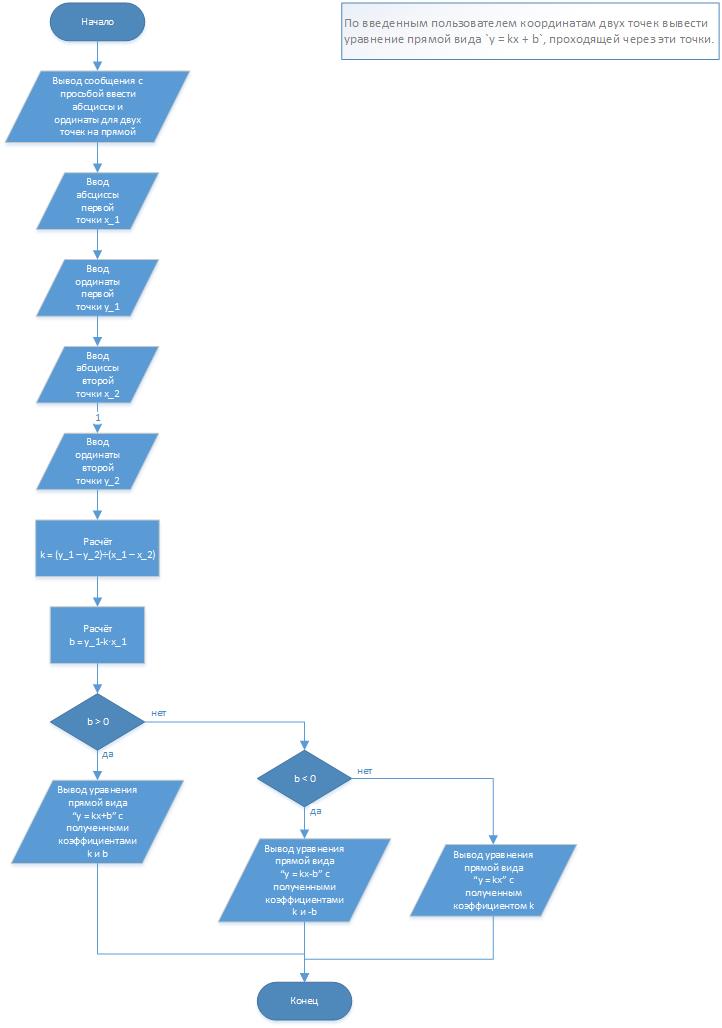 Начало
По введенным пользователем координатам двух точек вывести
уравнение прямой вида `y = kx + b`, проходящей через эти точки.
Вывод сообщения с
просьбой ввести
абсциссы и
ординаты для двух
точек на прямой
Ввод
абсциссы
первой
точки x_1
Ввод
ординаты
первой
точки y_1
Ввод
абсциссы
второй
точки x_2
1
Ввод
ординаты
второй
точки y_2
Расчёт
k = (y_1 – y_2)÷(x_1 – x_2)
Расчёт
b = y_1-k·x_1
b > 0
нет
да
b < 0
нет
да
Вывод уравнения
прямой вида
“y = kx+b” с
полученными
коэффициентами
k и b
Вывод уравнения
прямой вида
“y = kx-b” с
полученными
коэффициентами
k и -b
Вывод уравнения
прямой вида
“y = kx” с
полученным
коэффициентом k
Конец